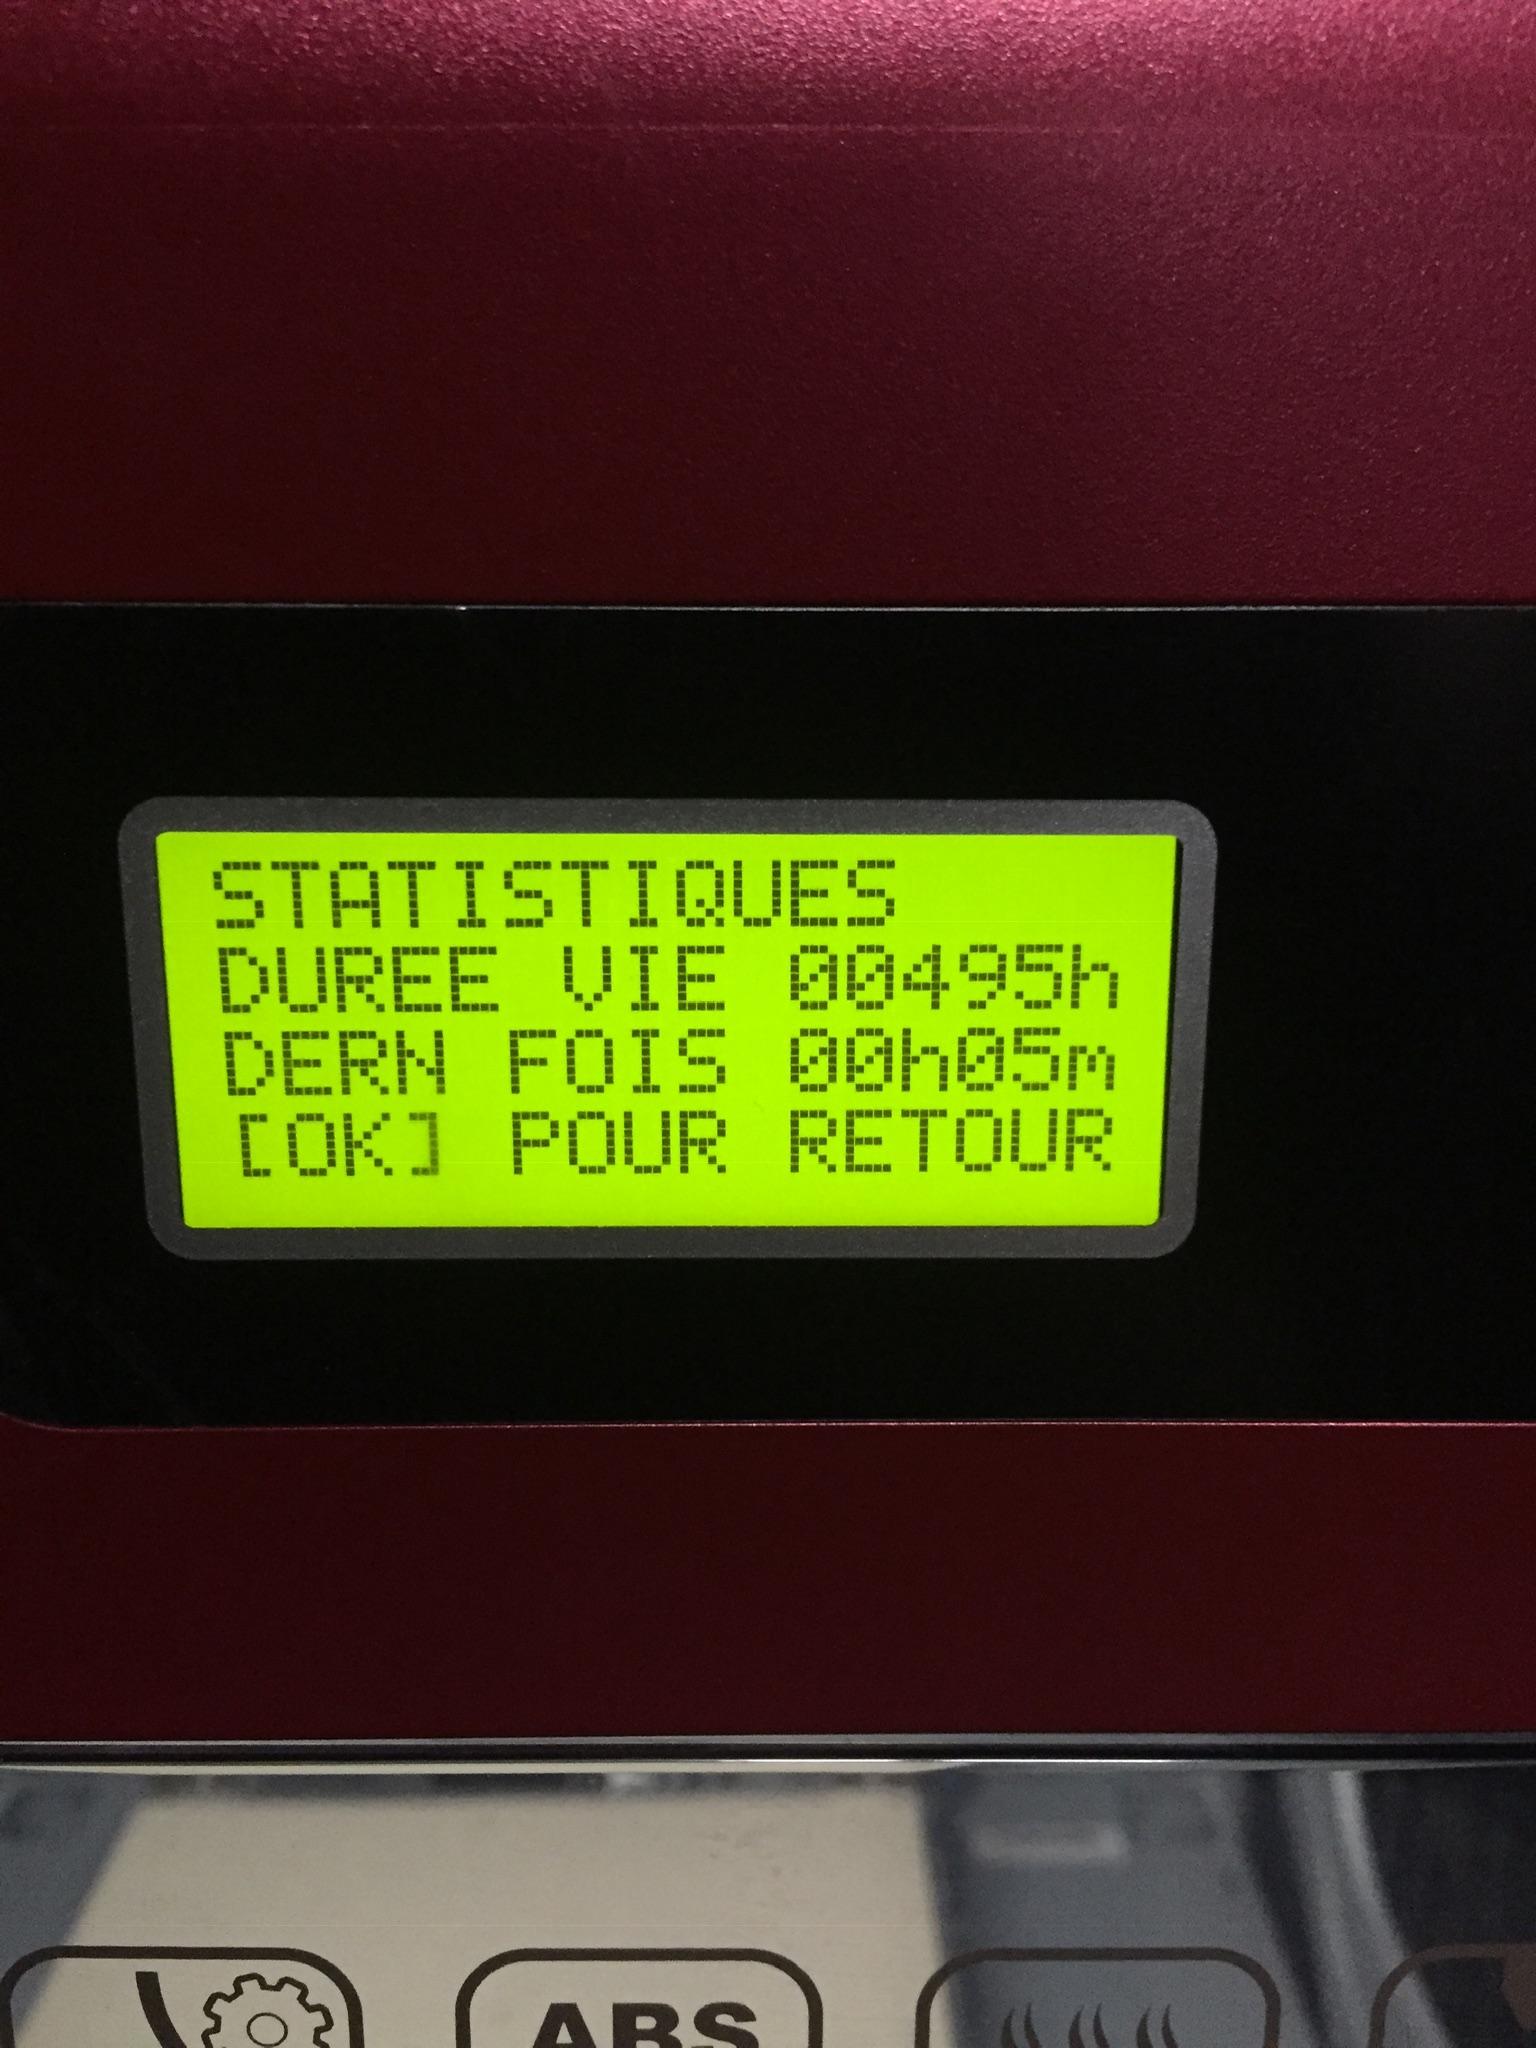 STATISTIQUES
DUREE VIE 00495h
DERN FOIS 00h05m
[OK] POUR RETOUR
ABS